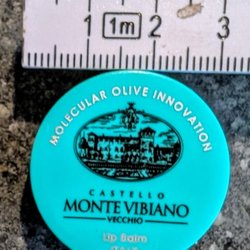 1 1m 2 3
MOLECULAR OLIVE INNOVATION
CASTELLO
MONTE VIBIANO
VECCHIO
Lip Balm